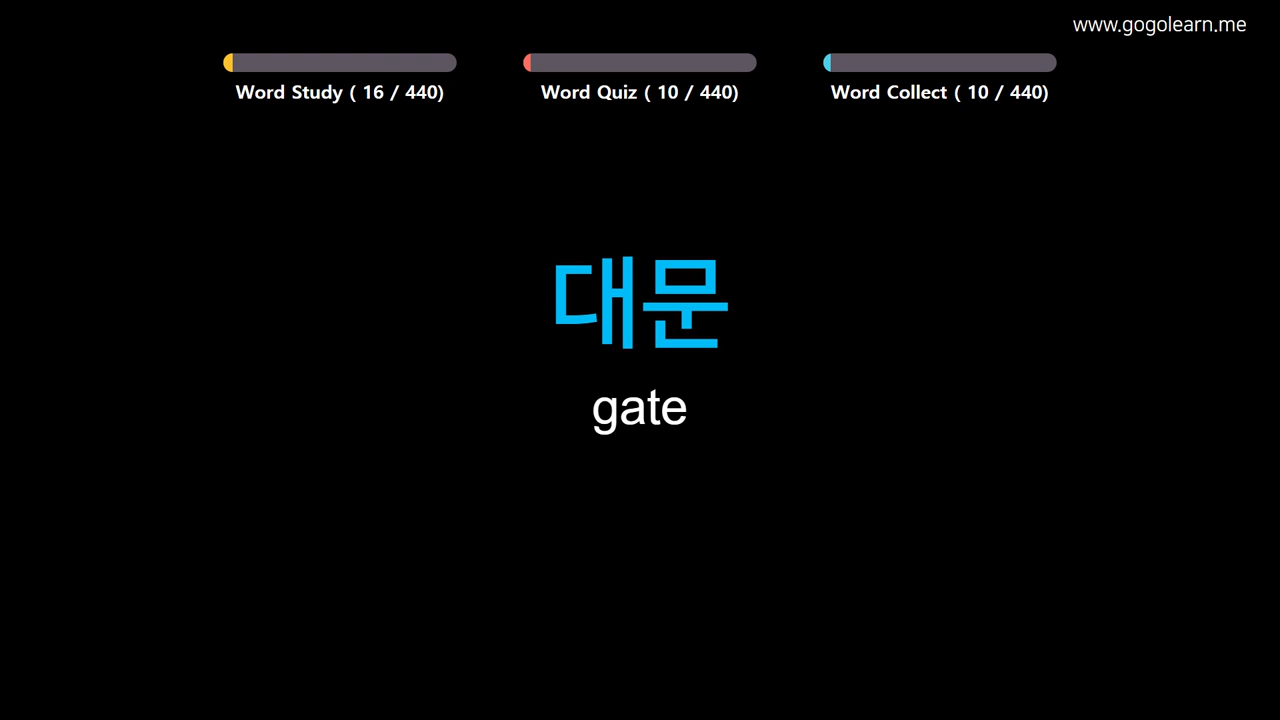 www.gogolearn.me
Word Study ( 16 / 440)
Word Quiz ( 10 / 440)
Word Collect ( 10 / 440)
대문
gate